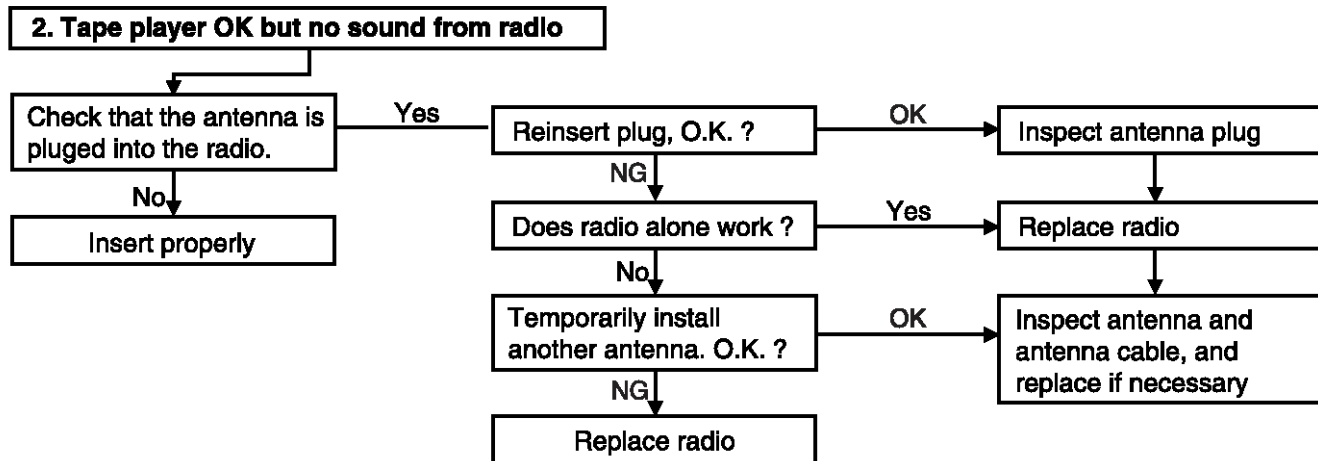 2. Tape player OK but no sound from radio
Check that the antenna is
pluged into the radio.
Yes
Reinsert plug, O.K. ?
OK
Inspect antenna plug
No
NG
Insert properly
Does radio alone work ?
Yes
Replace radio
No
Temporarily install
another antenna. O.K. ?
OK
Inspect antenna and
antenna cable, and
replace if necessary
NG
Replace radio